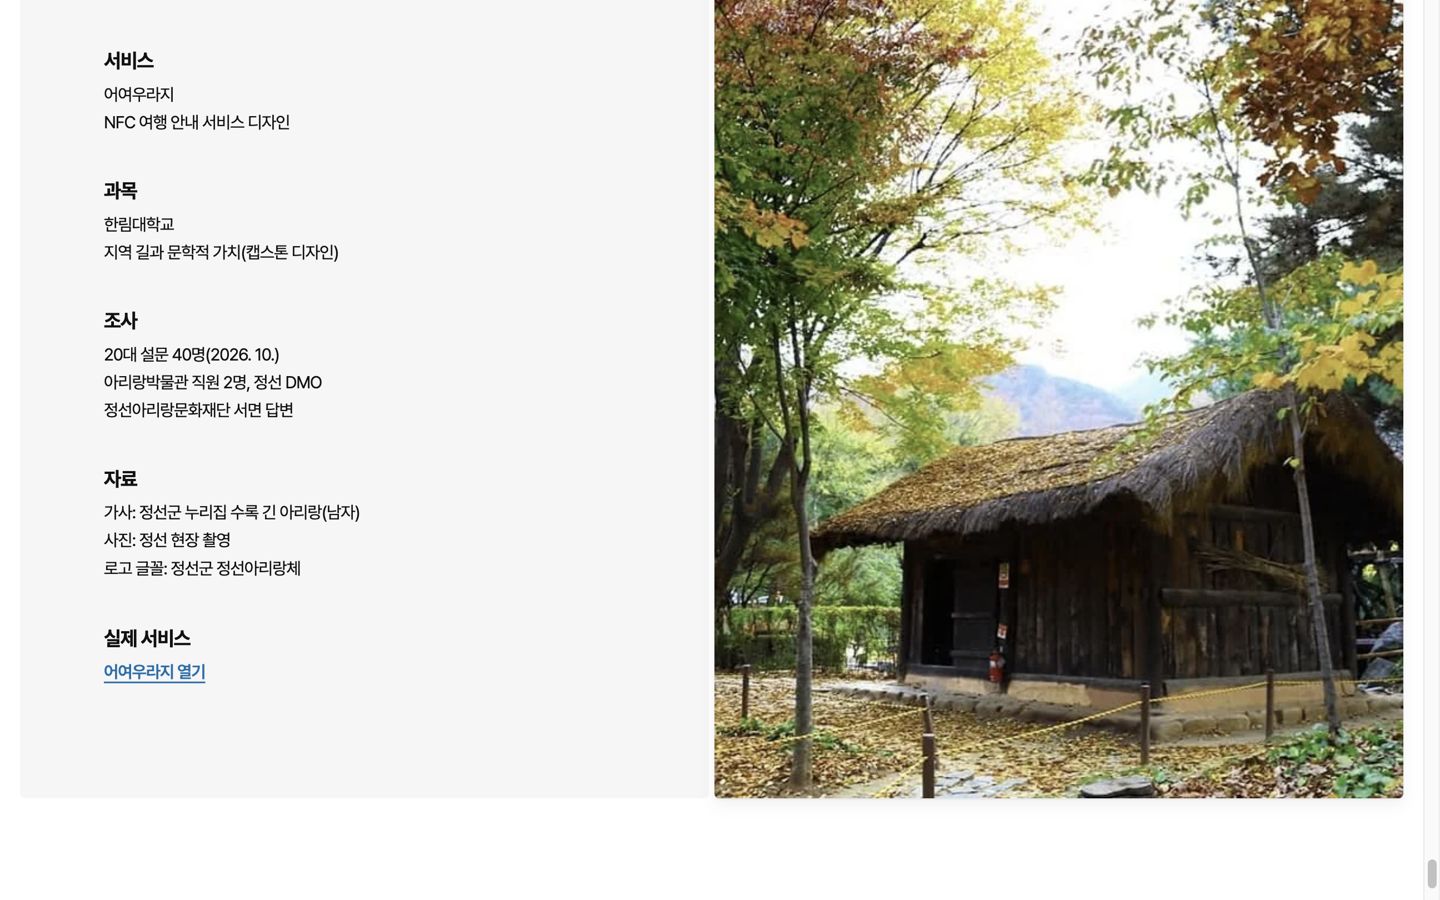 서비스
어여우라지
NFC 여행 안내 서비스 디자인
과목
한림대학교
지역 길과 문학적 가치(캡스톤 디자인)
조사
20대 설문 40명(2026. 10.)
아리랑박물관 직원 2명, 정선 DMO
정선아리랑문화재단 서면 답변
자료
가사: 정선군 누리집 수록 긴 아리랑(남자)
사진: 정선 현장 촬영
로고 글꼴: 정선군 정선아리랑체
실제 서비스
어여우라지 열기